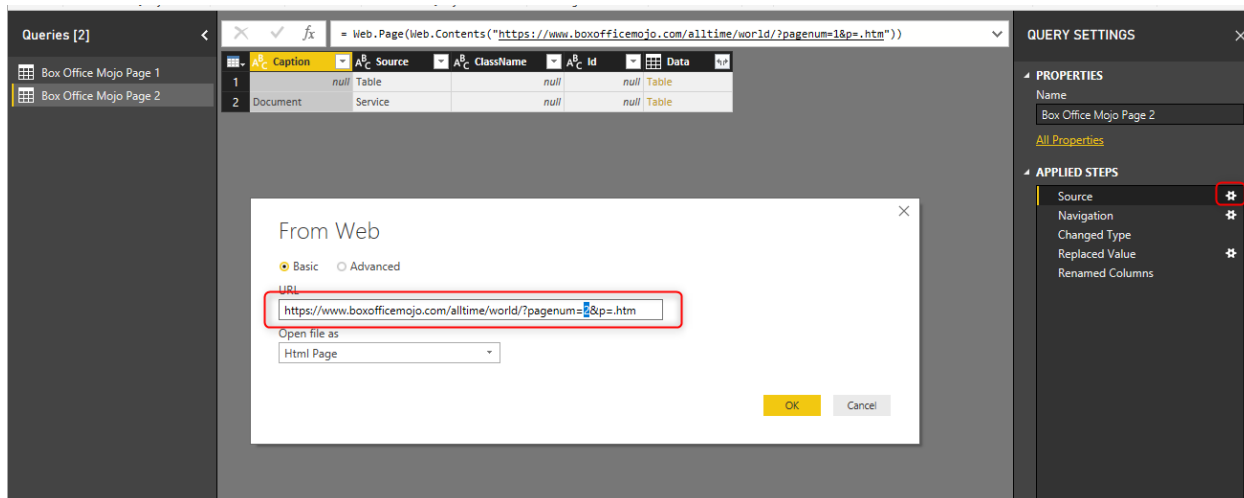 Queries [2]
= Web.Page(Web.Contents("https://www.boxofficemojo.com/alltime/world/?pagenum=1&p=.htm"))
QUERY SETTINGS
Box Office Mojo Page 1
Box Office Mojo Page 2
ABC Caption ABC Source ABC ClassName ABC Id Data
1 null Table null null Table
2 Document Service null null Table
PROPERTIES
Name
Box Office Mojo Page 2
All Properties
APPLIED STEPS
Source
Navigation
Changed Type
Replaced Value
Renamed Columns
From Web
Basic Advanced
URL
https://www.boxofficemojo.com/alltime/world/?pagenum=2&p=.htm
Open file as
Html Page
OK Cancel